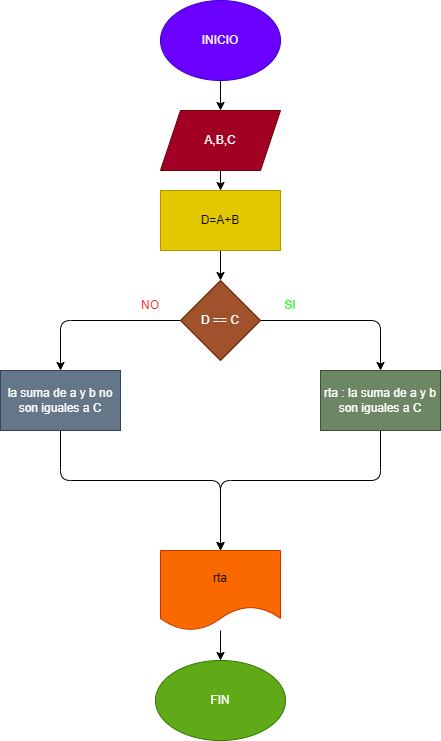 INICIO
A,B,C
D=A+B
NO
SI
D == C
la suma de a y b no
son iguales a C
rta : la suma de a y b
son iguales a C
rta
FIN